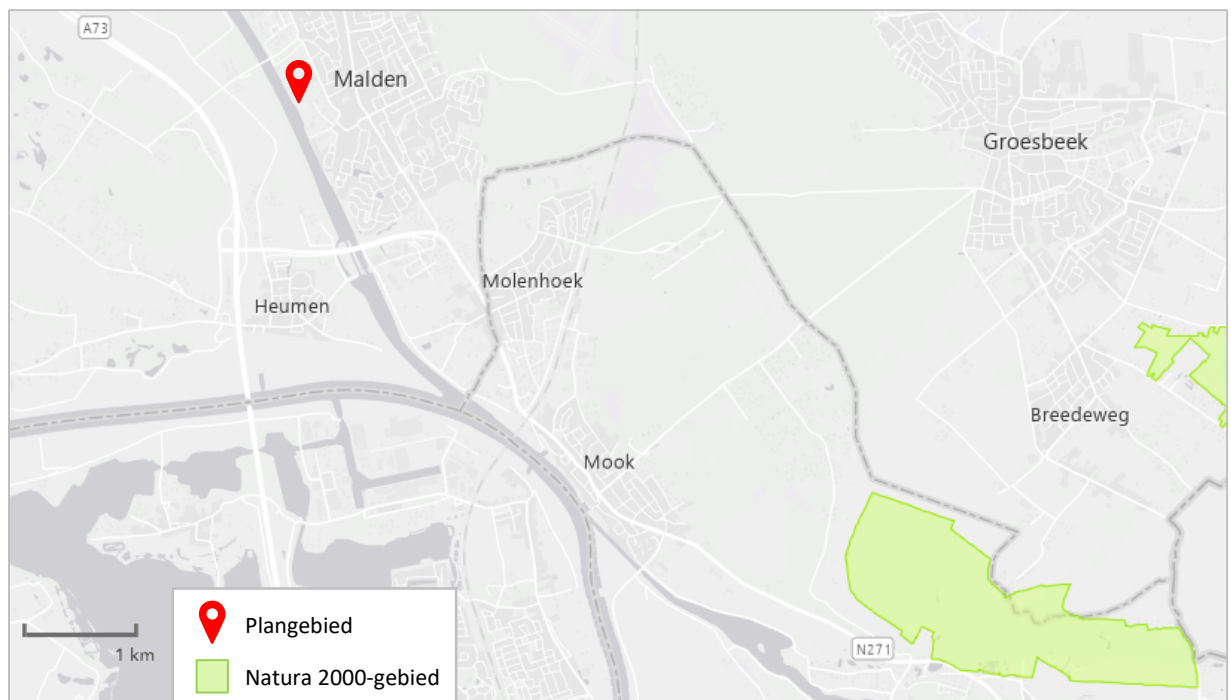 A73
Malden
Groesbeek
Molenhoek
Heumen
Breedeweg
Mook
Plangebied
1 km
N271
Natura 2000-gebied